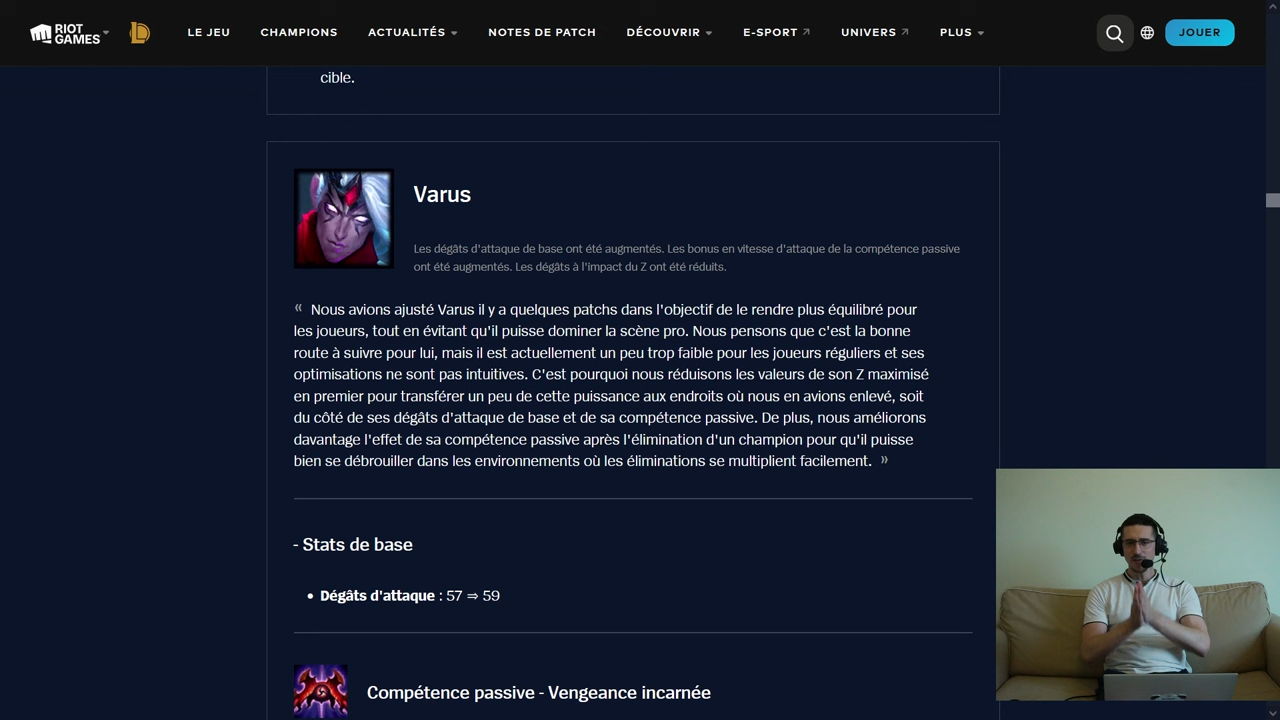 RIOT GAMES
LE JEU CHAMPIONS ACTUALITÉS NOTES DE PATCH DÉCOUVRIR E-SPORT UNIVERS PLUS JOUER
cible.
Varus
Les dégâts d'attaque de base ont été augmentés. Les bonus en vitesse d'attaque de la compétence passive
ont été augmentés. Les dégâts à l'impact du Z ont été réduits.
« Nous avions ajusté Varus il y a quelques patchs dans l'objectif de le rendre plus équilibré pour
les joueurs, tout en évitant qu'il puisse dominer la scène pro. Nous pensons que c'est la bonne
route à suivre pour lui, mais il est actuellement un peu trop faible pour les joueurs réguliers et ses
optimisations ne sont pas intuitives. C'est pourquoi nous réduisons les valeurs de son Z maximisé
en premier pour transférer un peu de cette puissance aux endroits où nous en avions enlevé, soit
du côté de ses dégâts d'attaque de base et de sa compétence passive. De plus, nous améliorons
davantage l'effet de sa compétence passive après l'élimination d'un champion pour qu'il puisse
bien se débrouiller dans les environnements où les éliminations se multiplient facilement. »
- Stats de base
• Dégâts d'attaque : 57 ⇒ 59
Compétence passive - Vengeance incarnée